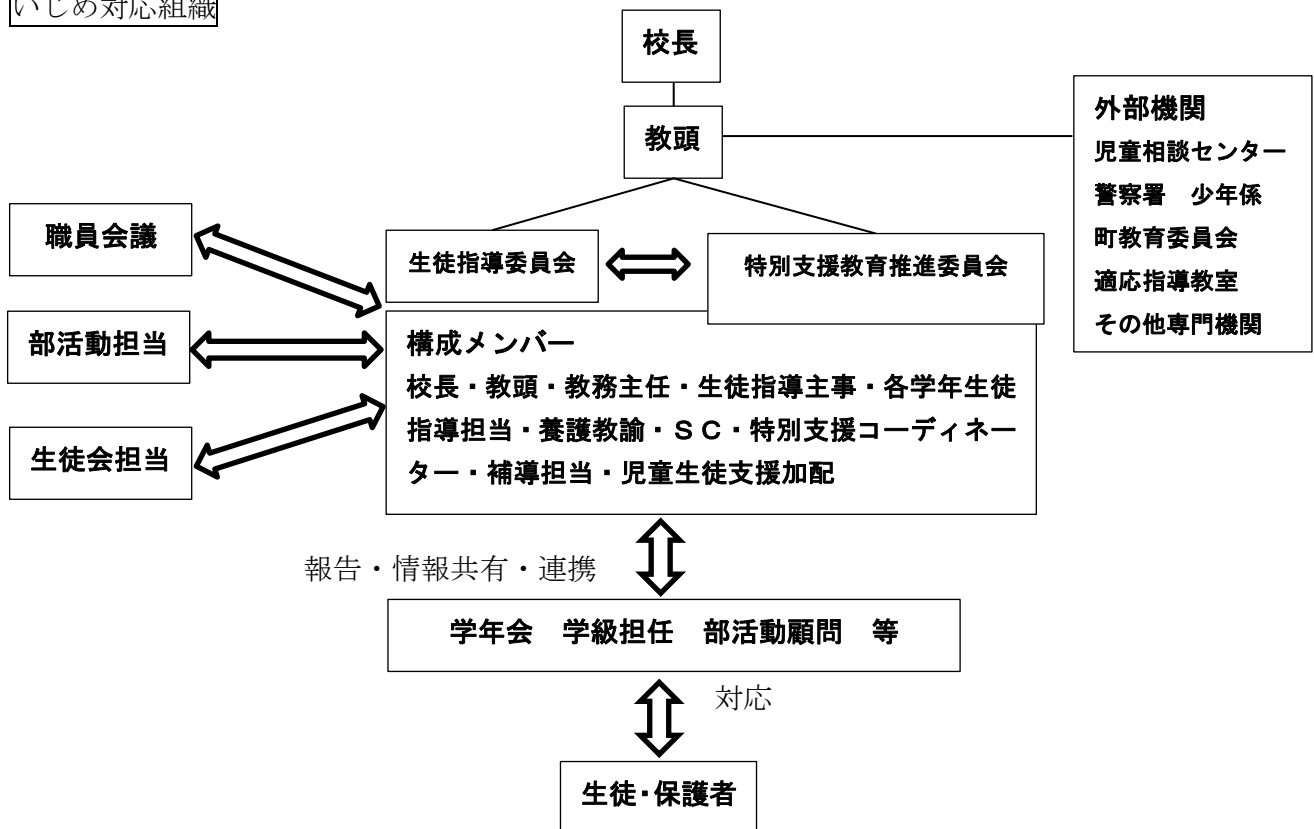 いじめ対応組織
校長
教頭
外部機関
児童相談センター
警察署　少年係
町教育委員会
適応指導教室
その他専門機関
職員会議
部活動担当
生徒会担当
生徒指導委員会
特別支援教育推進委員会
構成メンバー
校長・教頭・教務主任・生徒指導主事・各学年生徒
指導担当・養護教諭・ＳＣ・特別支援コーディネー
ター・補導担当・児童生徒支援加配
報告・情報共有・連携
学年会　学級担任　部活動顧問　等
対応
生徒・保護者